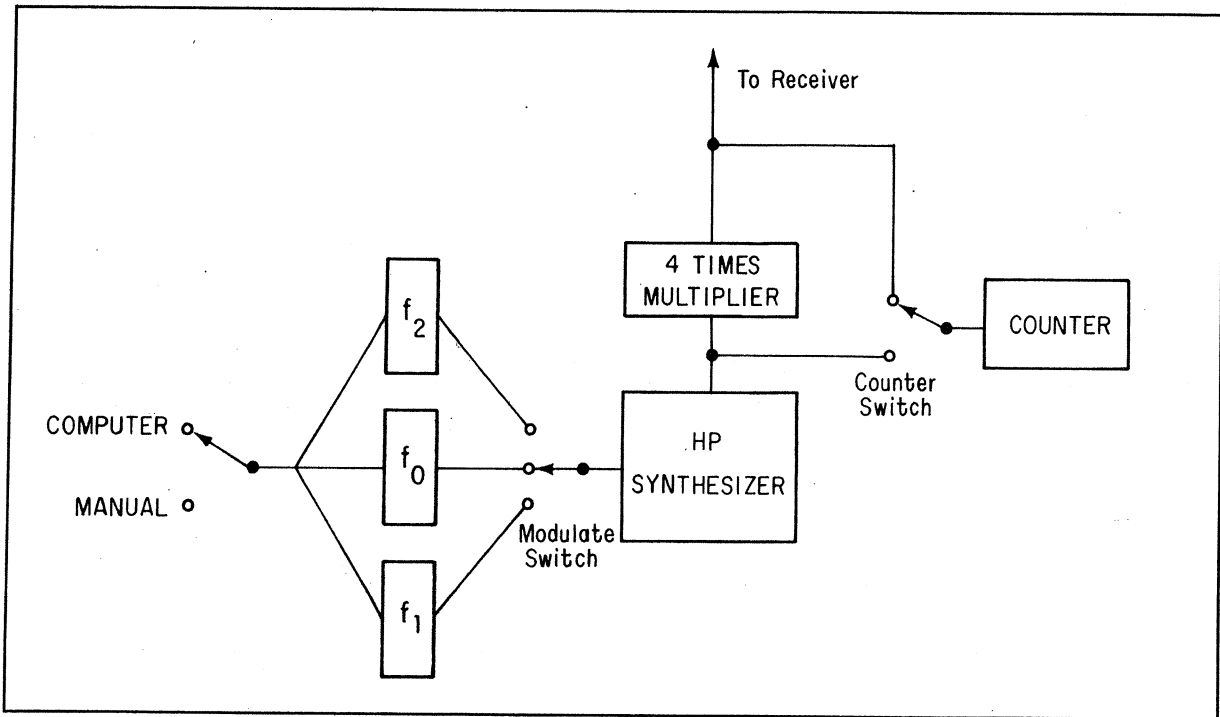 To Receiver
4 TIMES
MULTIPLIER
COUNTER
Counter
Switch
f2
COMPUTER
f0
HP
SYNTHESIZER
MANUAL
Modulate
Switch
f1